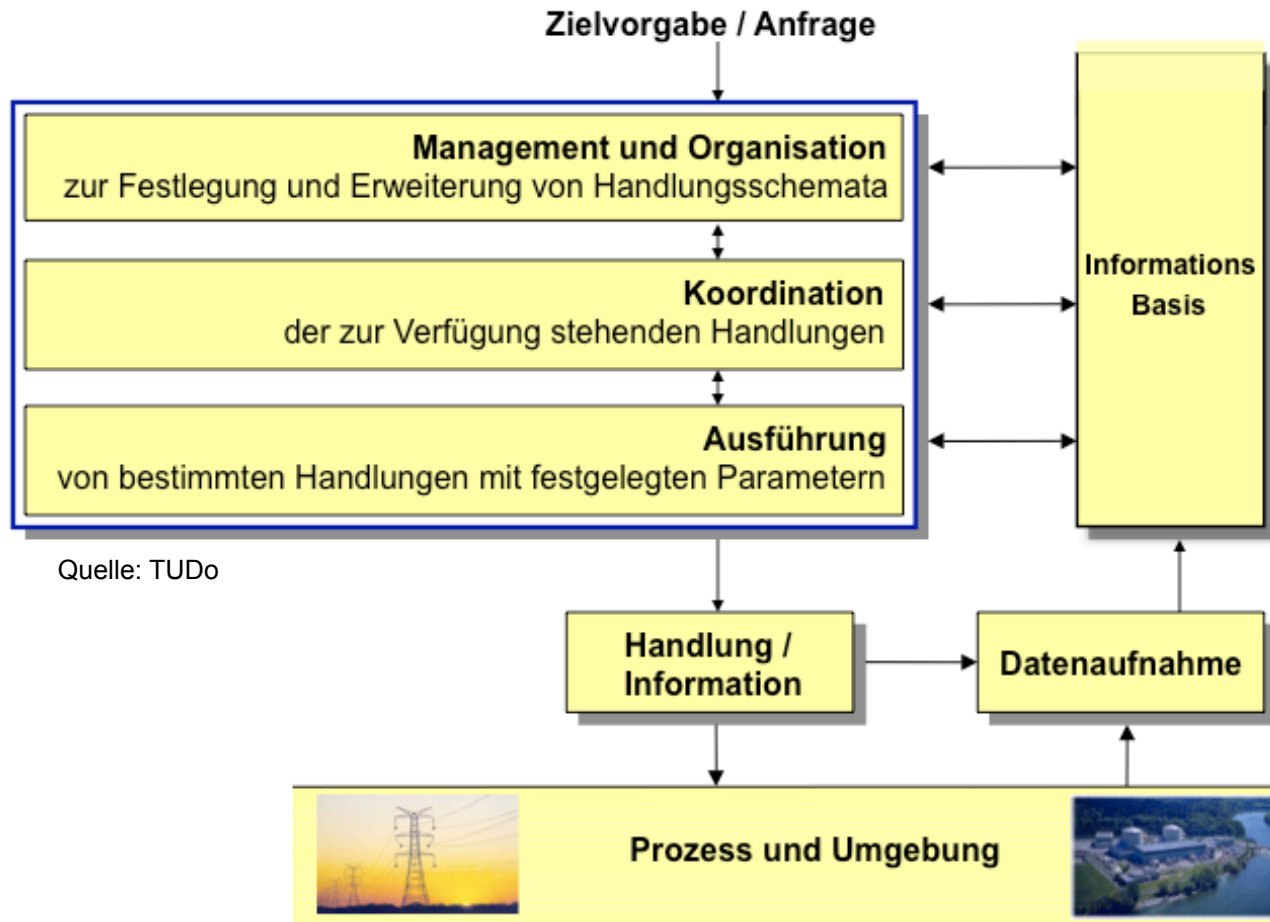 Zielvorgabe / Anfrage
Management und Organisation
zur Festlegung und Erweiterung von Handlungsschemata
Koordination
der zur Verfügung stehenden Handlungen
Ausführung
von bestimmten Handlungen mit festgelegten Parametern
Informations
Basis
Quelle: TUDo
Handlung /
Information
Datenaufnahme
Prozess und Umgebung